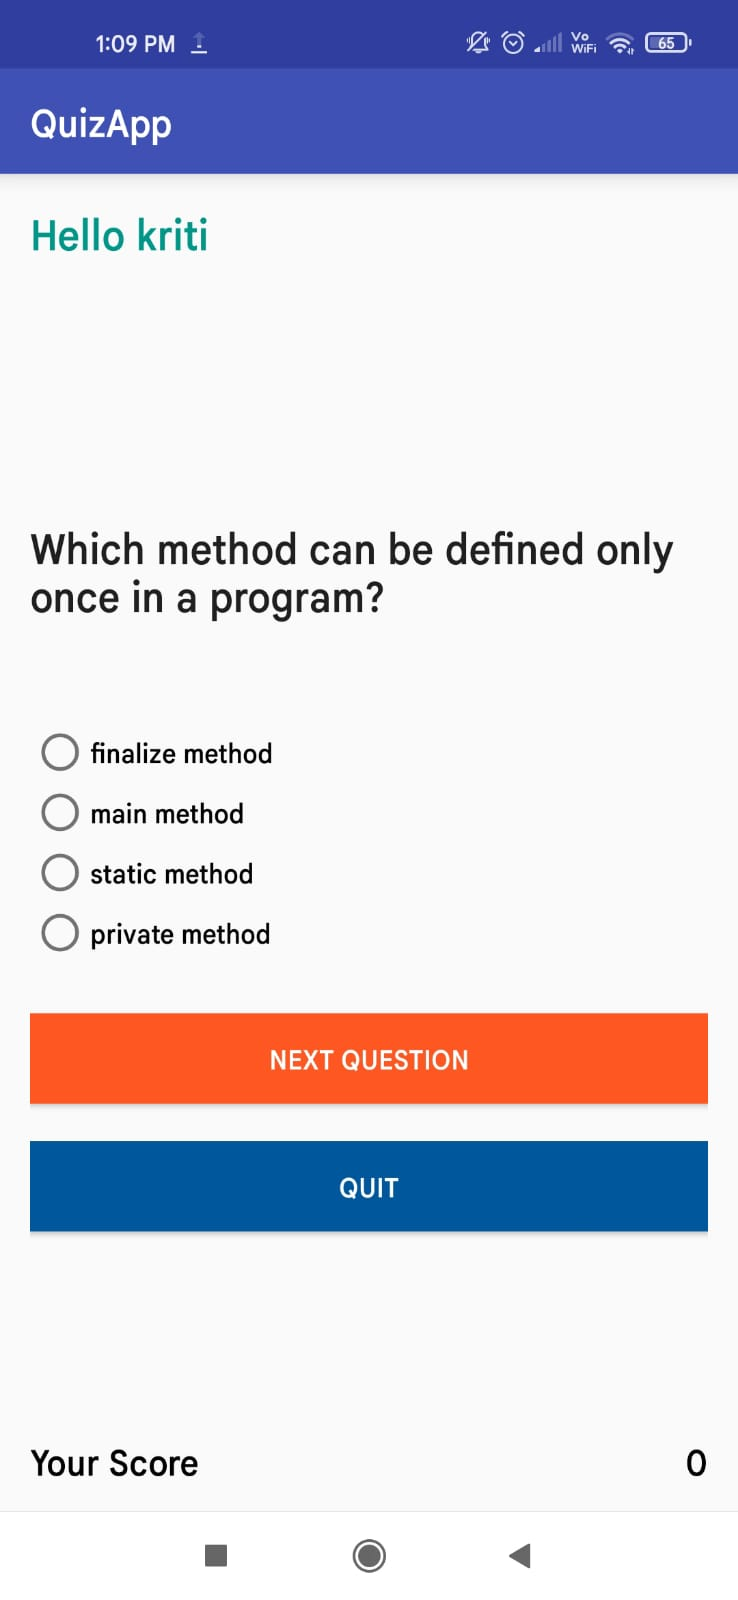 1:09 PM
Vo
WiFi
65
QuizApp
Hello kriti
Which method can be defined only
once in a program?
finalize method
main method
static method
private method
NEXT QUESTION
QUIT
Your Score 0